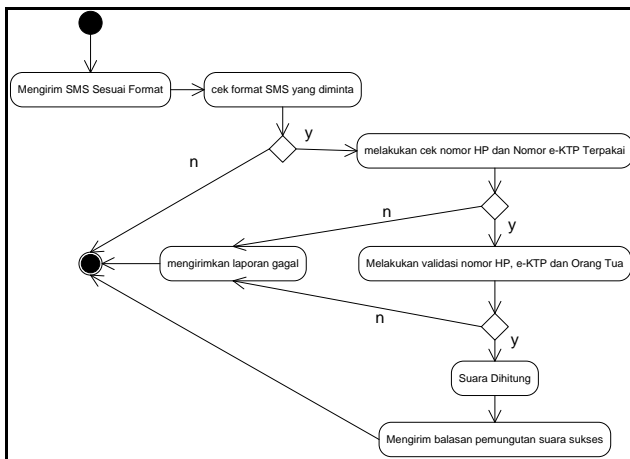 Mengirim SMS Sesuai Format
cek format SMS yang diminta
y
n
melakukan cek nomor HP dan Nomor e-KTP Terpakai
n
y
mengirimkan laporan gagal
Melakukan validasi nomor HP, e-KTP dan Orang Tua
n
y
Suara Dihitung
Mengirim balasan pemungutan suara sukses